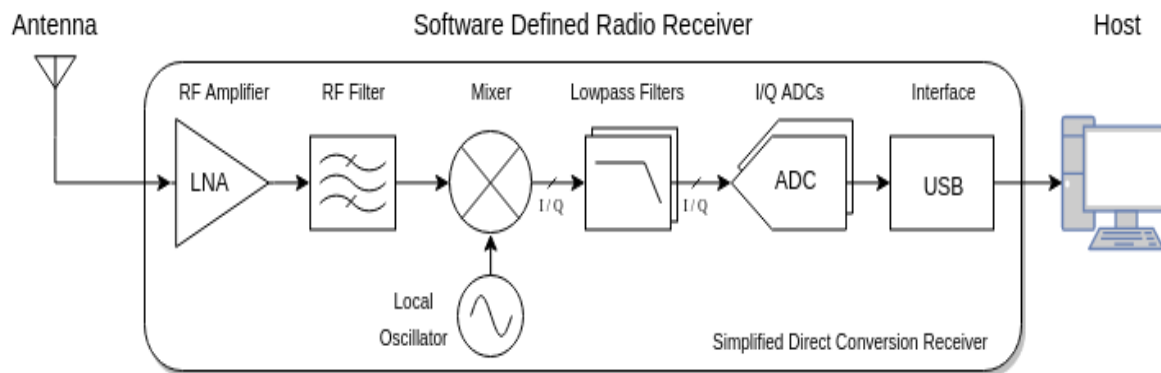 Antenna
Software Defined Radio Receiver
Host
RF Amplifier
RF Filter
Mixer
Lowpass Filters
I/Q ADCs
Interface
LNA
I / Q
I / Q
ADC
USB
Local
Oscillator
Simplified Direct Conversion Receiver